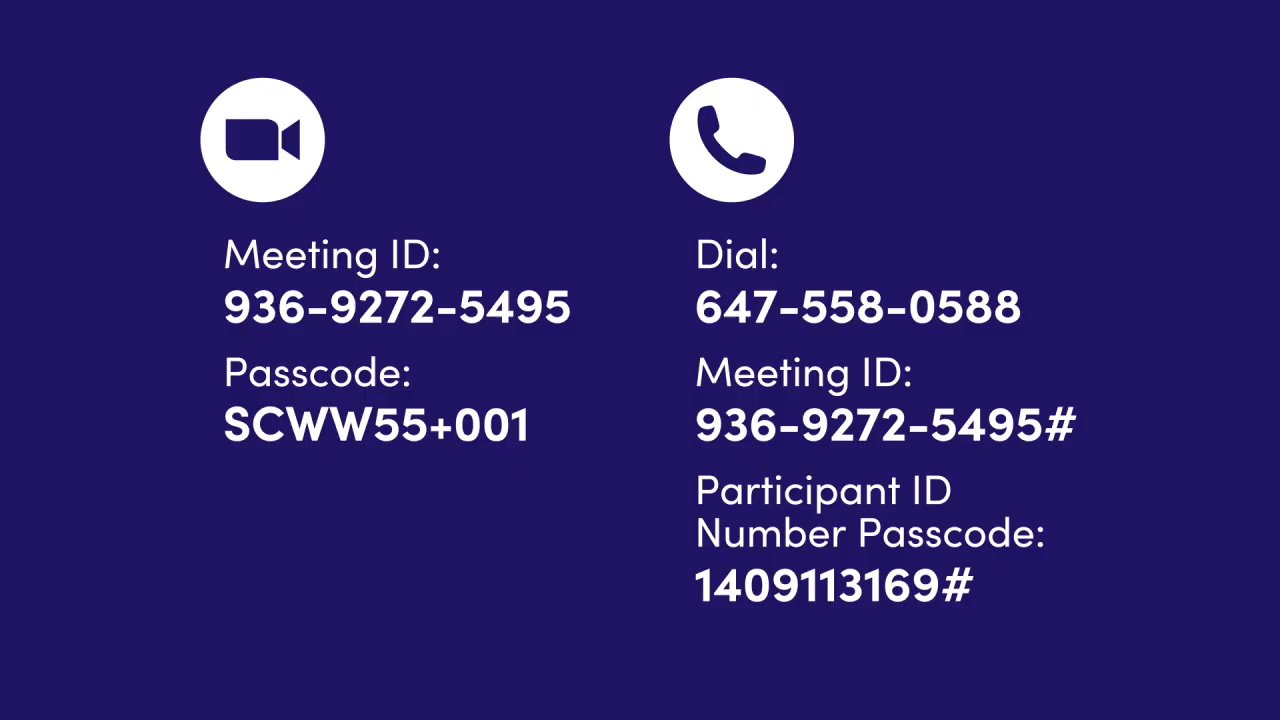 Meeting ID:
936-9272-5495
Passcode:
SCWW55+001
Dial:
647-558-0588
Meeting ID:
936-9272-5495#
Participant ID
Number Passcode:
1409113169#